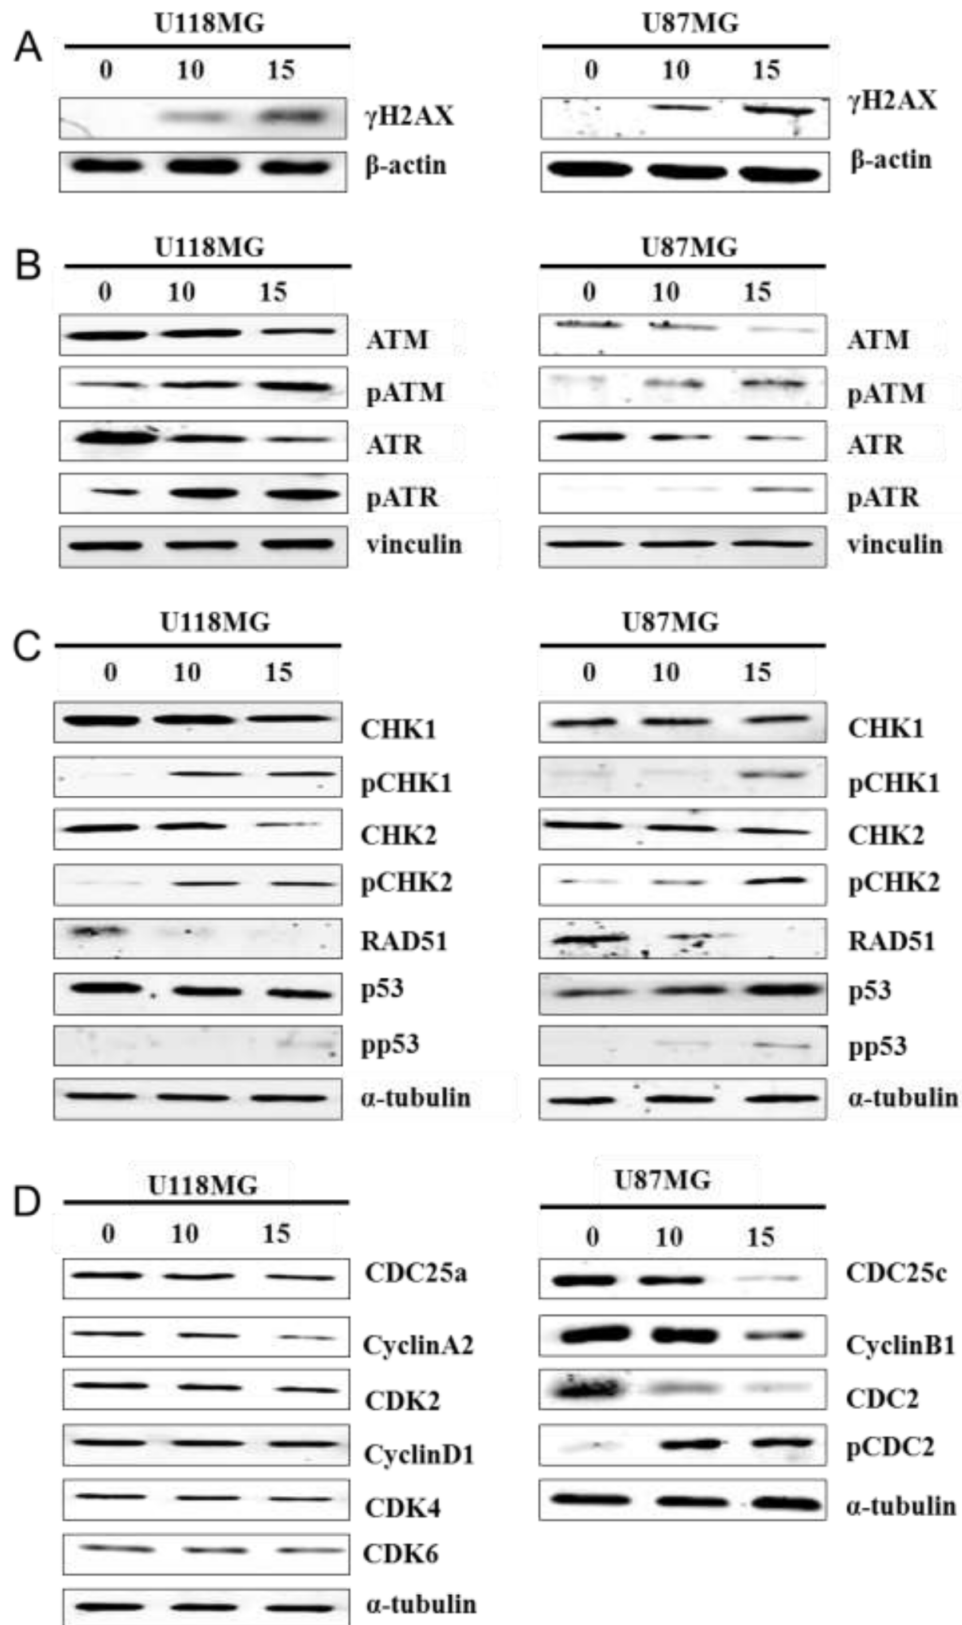 A
U118MG
0 10 15
γH2AX
β-actin
U87MG
0 10 15
γH2AX
β-actin
B
U118MG
0 10 15
ATM
pATM
ATR
pATR
vinculin
U87MG
0 10 15
ATM
pATM
ATR
pATR
vinculin
C
U118MG
0 10 15
CHK1
pCHK1
CHK2
pCHK2
RAD51
p53
pp53
α-tubulin
U87MG
0 10 15
CHK1
pCHK1
CHK2
pCHK2
RAD51
p53
pp53
α-tubulin
D
U118MG
0 10 15
CDC25a
CyclinA2
CDK2
CyclinD1
CDK4
CDK6
α-tubulin
U87MG
0 10 15
CDC25c
CyclinB1
CDC2
pCDC2
α-tubulin